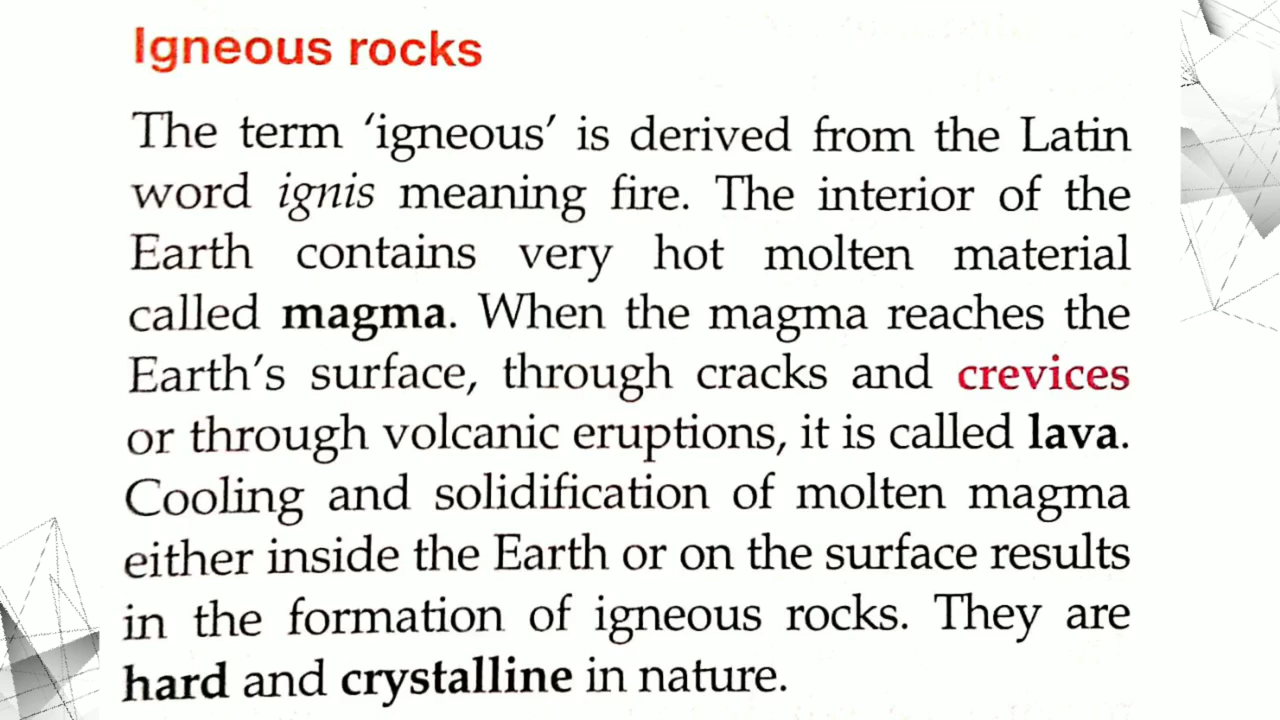 Igneous rocks
The term ‘igneous’ is derived from the Latin
word ignis meaning fire. The interior of the
Earth contains very hot molten material
called magma. When the magma reaches the
Earth’s surface, through cracks and crevices
or through volcanic eruptions, it is called lava.
Cooling and solidification of molten magma
either inside the Earth or on the surface results
in the formation of igneous rocks. They are
hard and crystalline in nature.